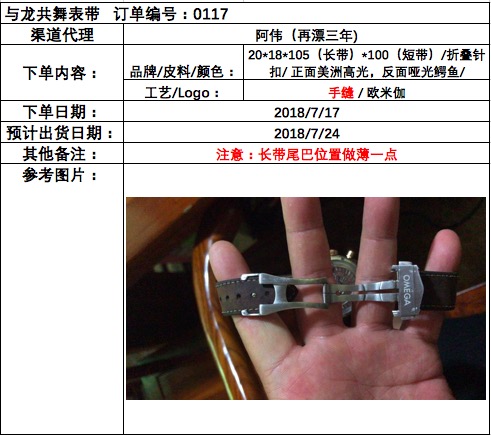 与龙共舞表带 订单编号：0117
渠道代理 阿伟（再漂三年）
下单内容： 品牌/皮料/颜色： 20*18*105（长带）*100（短带）/折叠针
扣/ 正面美洲高光，反面哑光鳄鱼/
工艺/Logo： 手缝 / 欧米伽
下单日期： 2018/7/17
预计出货日期： 2018/7/24
其他备注： 注意：长带尾巴位置做薄一点
参考图片：
OMEGA